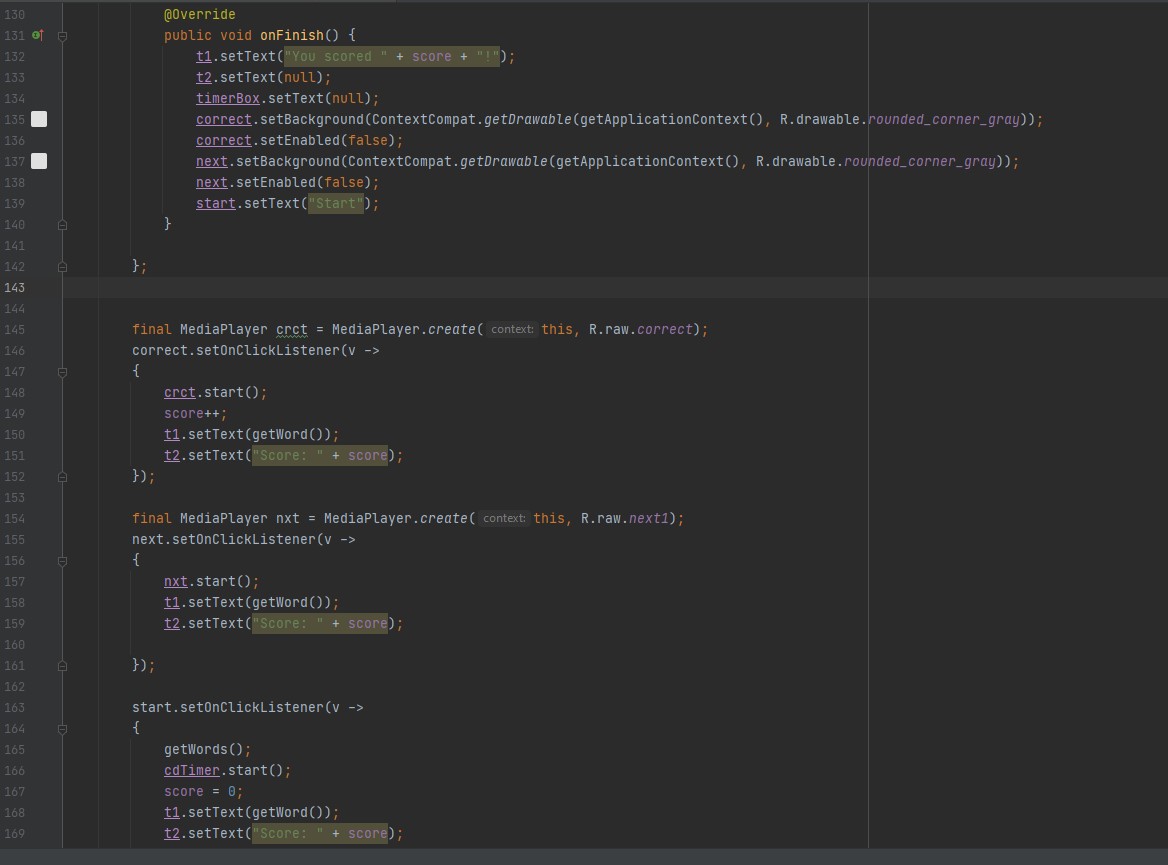 130 @Override
131 public void onFinish() {
132 t1.setText("You scored " + score + "!");
133 t2.setText(null);
134 timerBox.setText(null);
135 correct.setBackground(ContextCompat.getDrawable(getApplicationContext(), R.drawable.rounded_corner_gray));
136 correct.setEnabled(false);
137 next.setBackground(ContextCompat.getDrawable(getApplicationContext(), R.drawable.rounded_corner_gray));
138 next.setEnabled(false);
139 start.setText("Start");
140 }
141
142 };
143
144
145 final MediaPlayer crct = MediaPlayer.create( context: this, R.raw.correct);
146 correct.setOnClickListener(v ->
147 {
148 crct.start();
149 score++;
150 t1.setText(getWord());
151 t2.setText("Score: " + score);
152 });
153
154 final MediaPlayer nxt = MediaPlayer.create( context: this, R.raw.next1);
155 next.setOnClickListener(v ->
156 {
157 nxt.start();
158 t1.setText(getWord());
159 t2.setText("Score: " + score);
160
161 });
162
163 start.setOnClickListener(v ->
164 {
165 getWords();
166 cdTimer.start();
167 score = 0;
168 t1.setText(getWord());
169 t2.setText("Score: " + score);